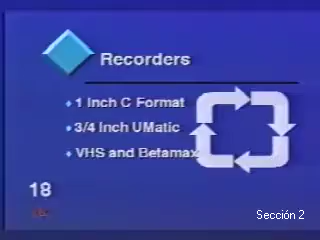 Recorders
1 Inch C Format
3/4 Inch UMatic
VHS and Betamax
18
Sección 2